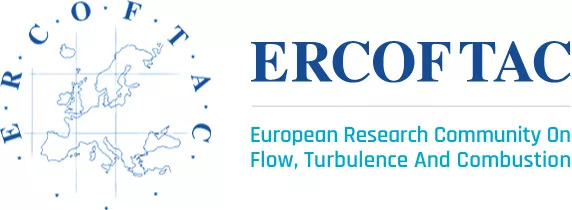 · E · R · C · O · F · T · A · C ·
ERCOFTAC
European Research Community On
Flow, Turbulence And Combustion